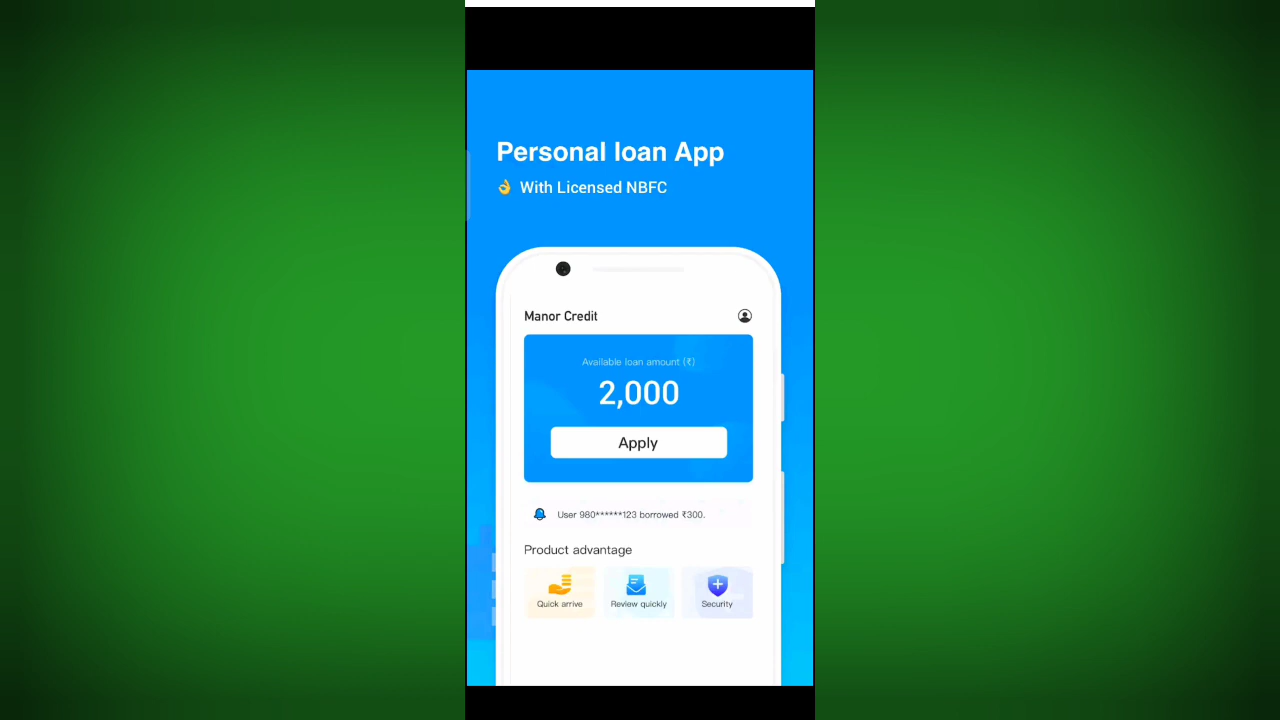 Personal loan App
👌 With Licensed NBFC
Manor Credit
Available loan amount (₹)
2,000
Apply
User 980******123 borrowed ₹300.
Product advantage
Quick arrive
Review quickly
Security